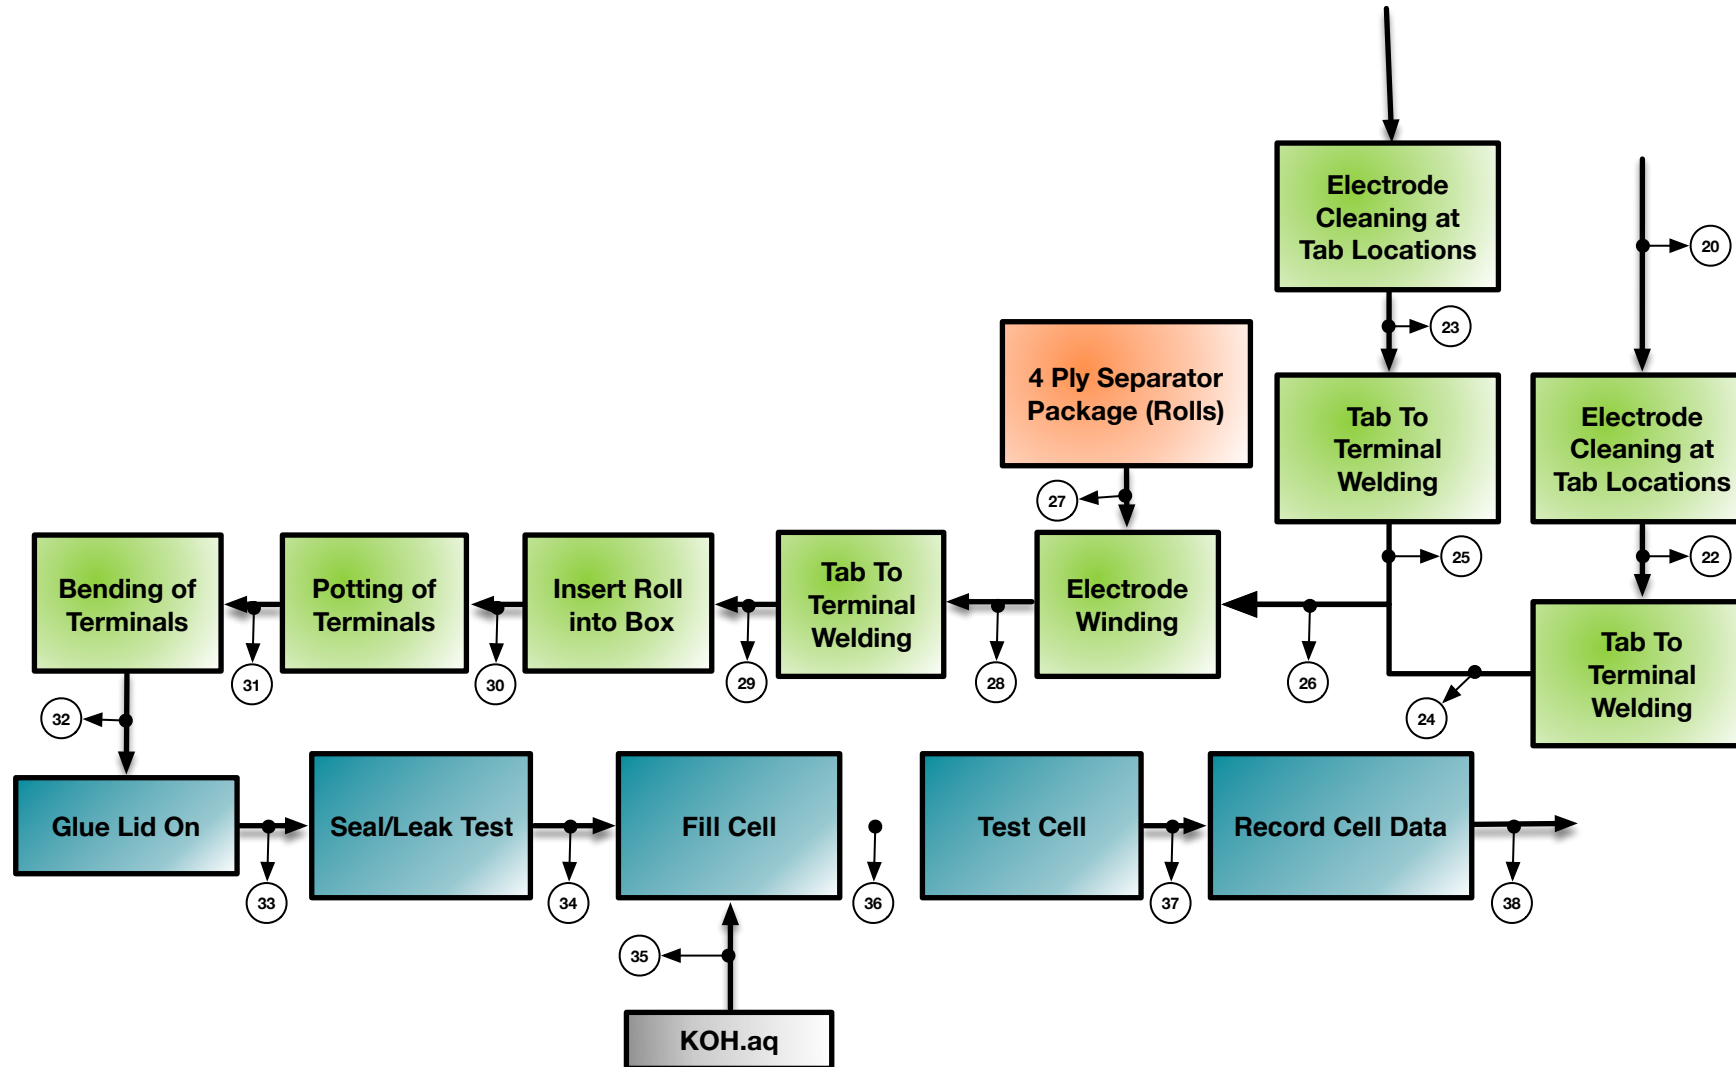 Electrode
Cleaning at
Tab Locations
20
23
4 Ply Separator
Package (Rolls)
Tab To
Terminal
Welding
Electrode
Cleaning at
Tab Locations
27
25
22
Bending of
Terminals
Potting of
Terminals
Insert Roll
into Box
Tab To
Terminal
Welding
Electrode
Winding
Tab To
Terminal
Welding
31
30
29
28
26
24
32
Glue Lid On
Seal/Leak Test
Fill Cell
Test Cell
Record Cell Data
33
34
36
37
38
35
KOH.aq